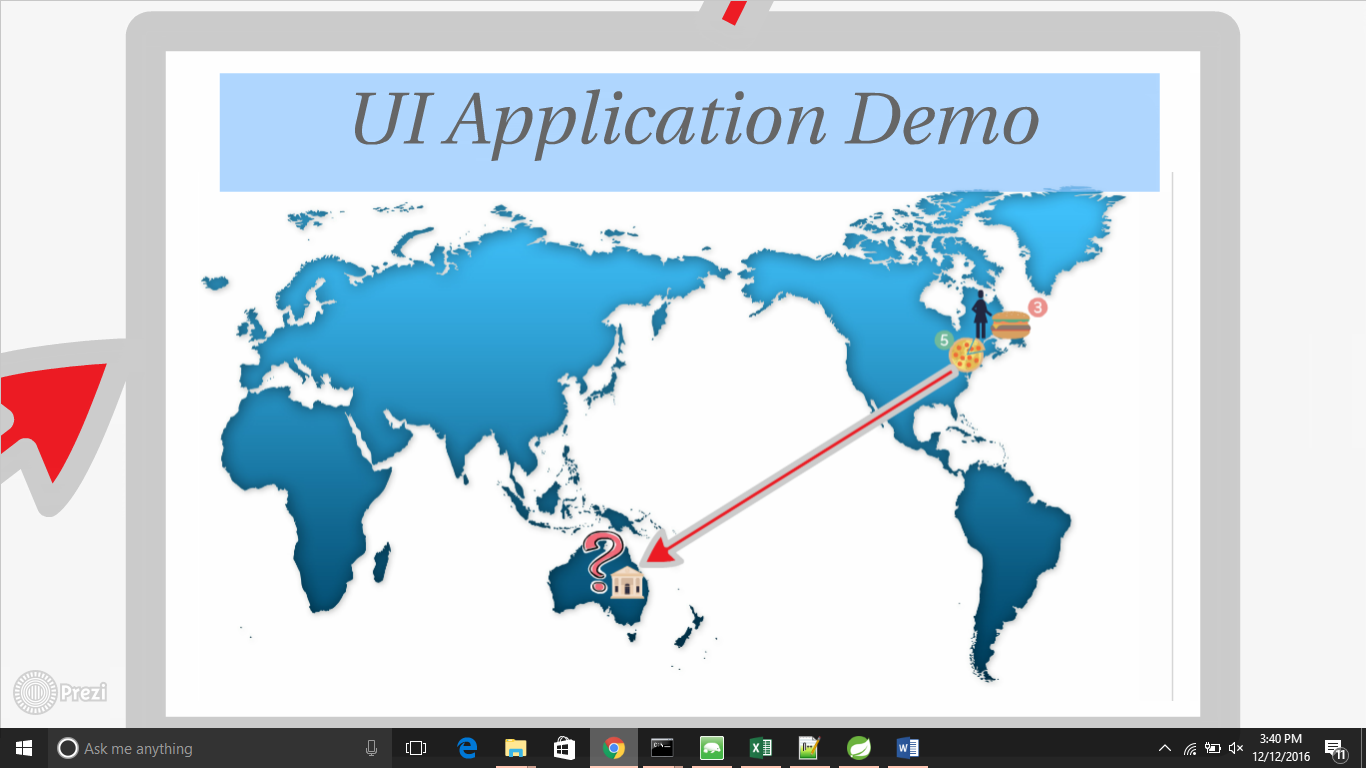 UI Application Demo
3
5
?
Prezi
Ask me anything
3:40 PM
12/12/2016
11